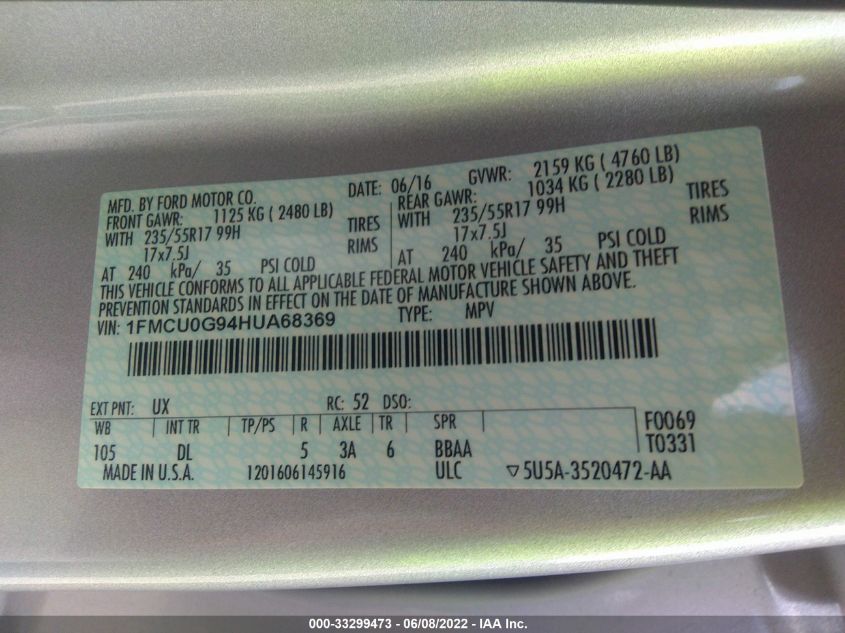 MFD. BY FORD MOTOR CO. DATE: 06/16 GVWR: 2159 KG ( 4760 LB)
FRONT GAWR: 1125 KG ( 2480 LB) REAR GAWR: 1034 KG ( 2280 LB)
WITH 235/55R17 99H TIRES WITH 235/55R17 99H TIRES
17x7.5J RIMS 17x7.5J RIMS
AT 240 kPa/ 35 PSI COLD AT 240 kPa/ 35 PSI COLD
THIS VEHICLE CONFORMS TO ALL APPLICABLE FEDERAL MOTOR VEHICLE SAFETY AND THEFT
PREVENTION STANDARDS IN EFFECT ON THE DATE OF MANUFACTURE SHOWN ABOVE.
VIN: 1FMCU0G94HUA68369 TYPE: MPV
EXT PNT: UX RC: 52 DSO:
WB INT TR TP/PS R AXLE TR SPR F0069
105 DL 5 3A 6 BBAA T0331
MADE IN U.S.A. 1201606145916 ULC ▽5U5A-3520472-AA
000-33299473 - 06/08/2022 - IAA Inc.